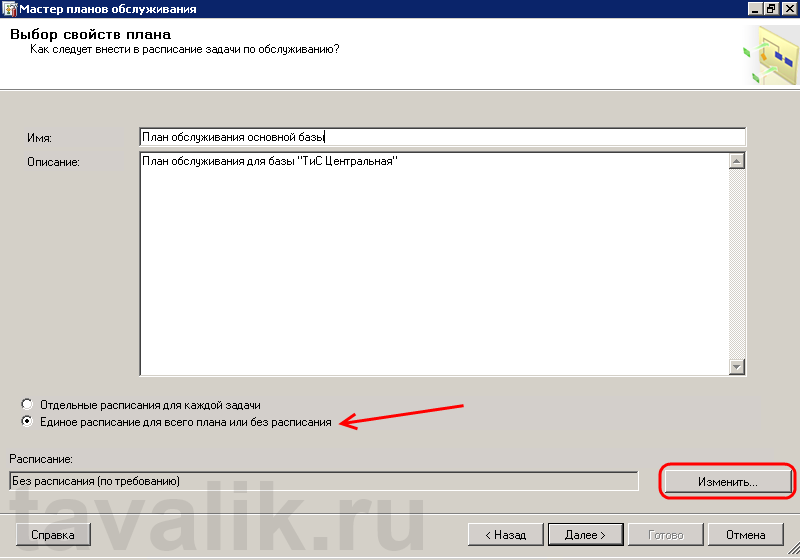 Мастер планов обслуживания
Выбор свойств плана
Как следует внести в расписание задачи по обслуживанию?
Имя:
План обслуживания основной базы
Описание:
План обслуживания для базы "ТиС Центральная"
Отдельные расписания для каждой задачи
Единое расписание для всего плана или без расписания
Расписание:
Без расписания (по требованию)
Изменить...
tavalik.ru
Справка
< Назад
Далее >
Готово
Отмена